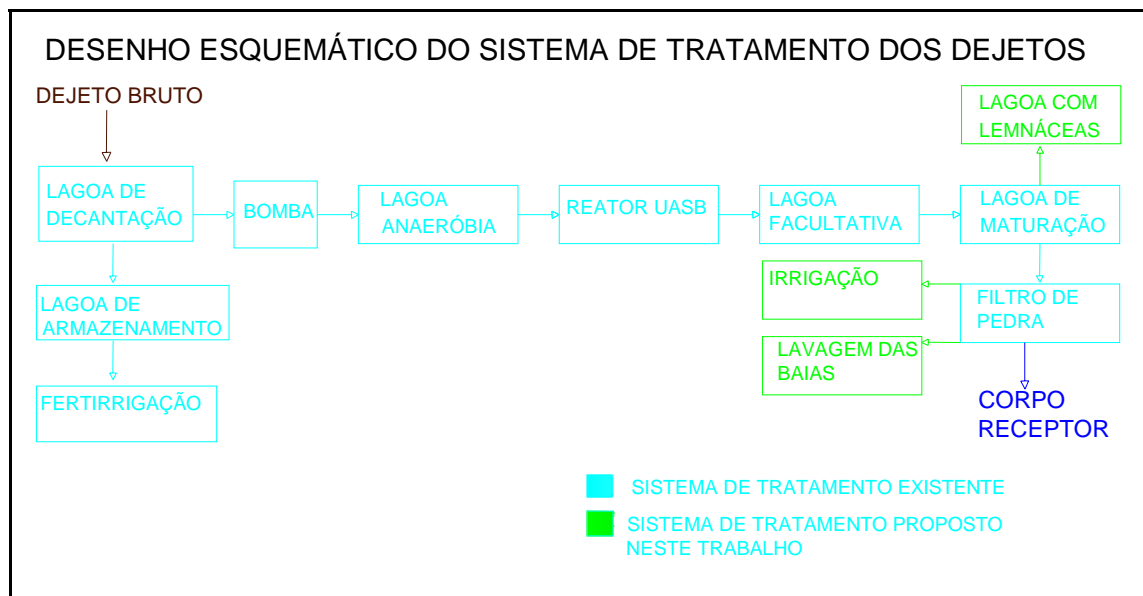 DESENHO ESQUEMÁTICO DO SISTEMA DE TRATAMENTO DOS DEJETOS
DEJETO BRUTO
LAGOA COM
LEMNÁCEAS
LAGOA DE
DECANTAÇÃO
BOMBA
LAGOA
ANAERÓBIA
REATOR UASB
LAGOA
FACULTATIVA
LAGOA DE
MATURAÇÃO
LAGOA DE
ARMAZENAMENTO
IRRIGAÇÃO
FILTRO DE
PEDRA
LAVAGEM DAS
BAIAS
FERTIRRIGAÇÃO
CORPO
RECEPTOR
SISTEMA DE TRATAMENTO EXISTENTE
SISTEMA DE TRATAMENTO PROPOSTO
NESTE TRABALHO